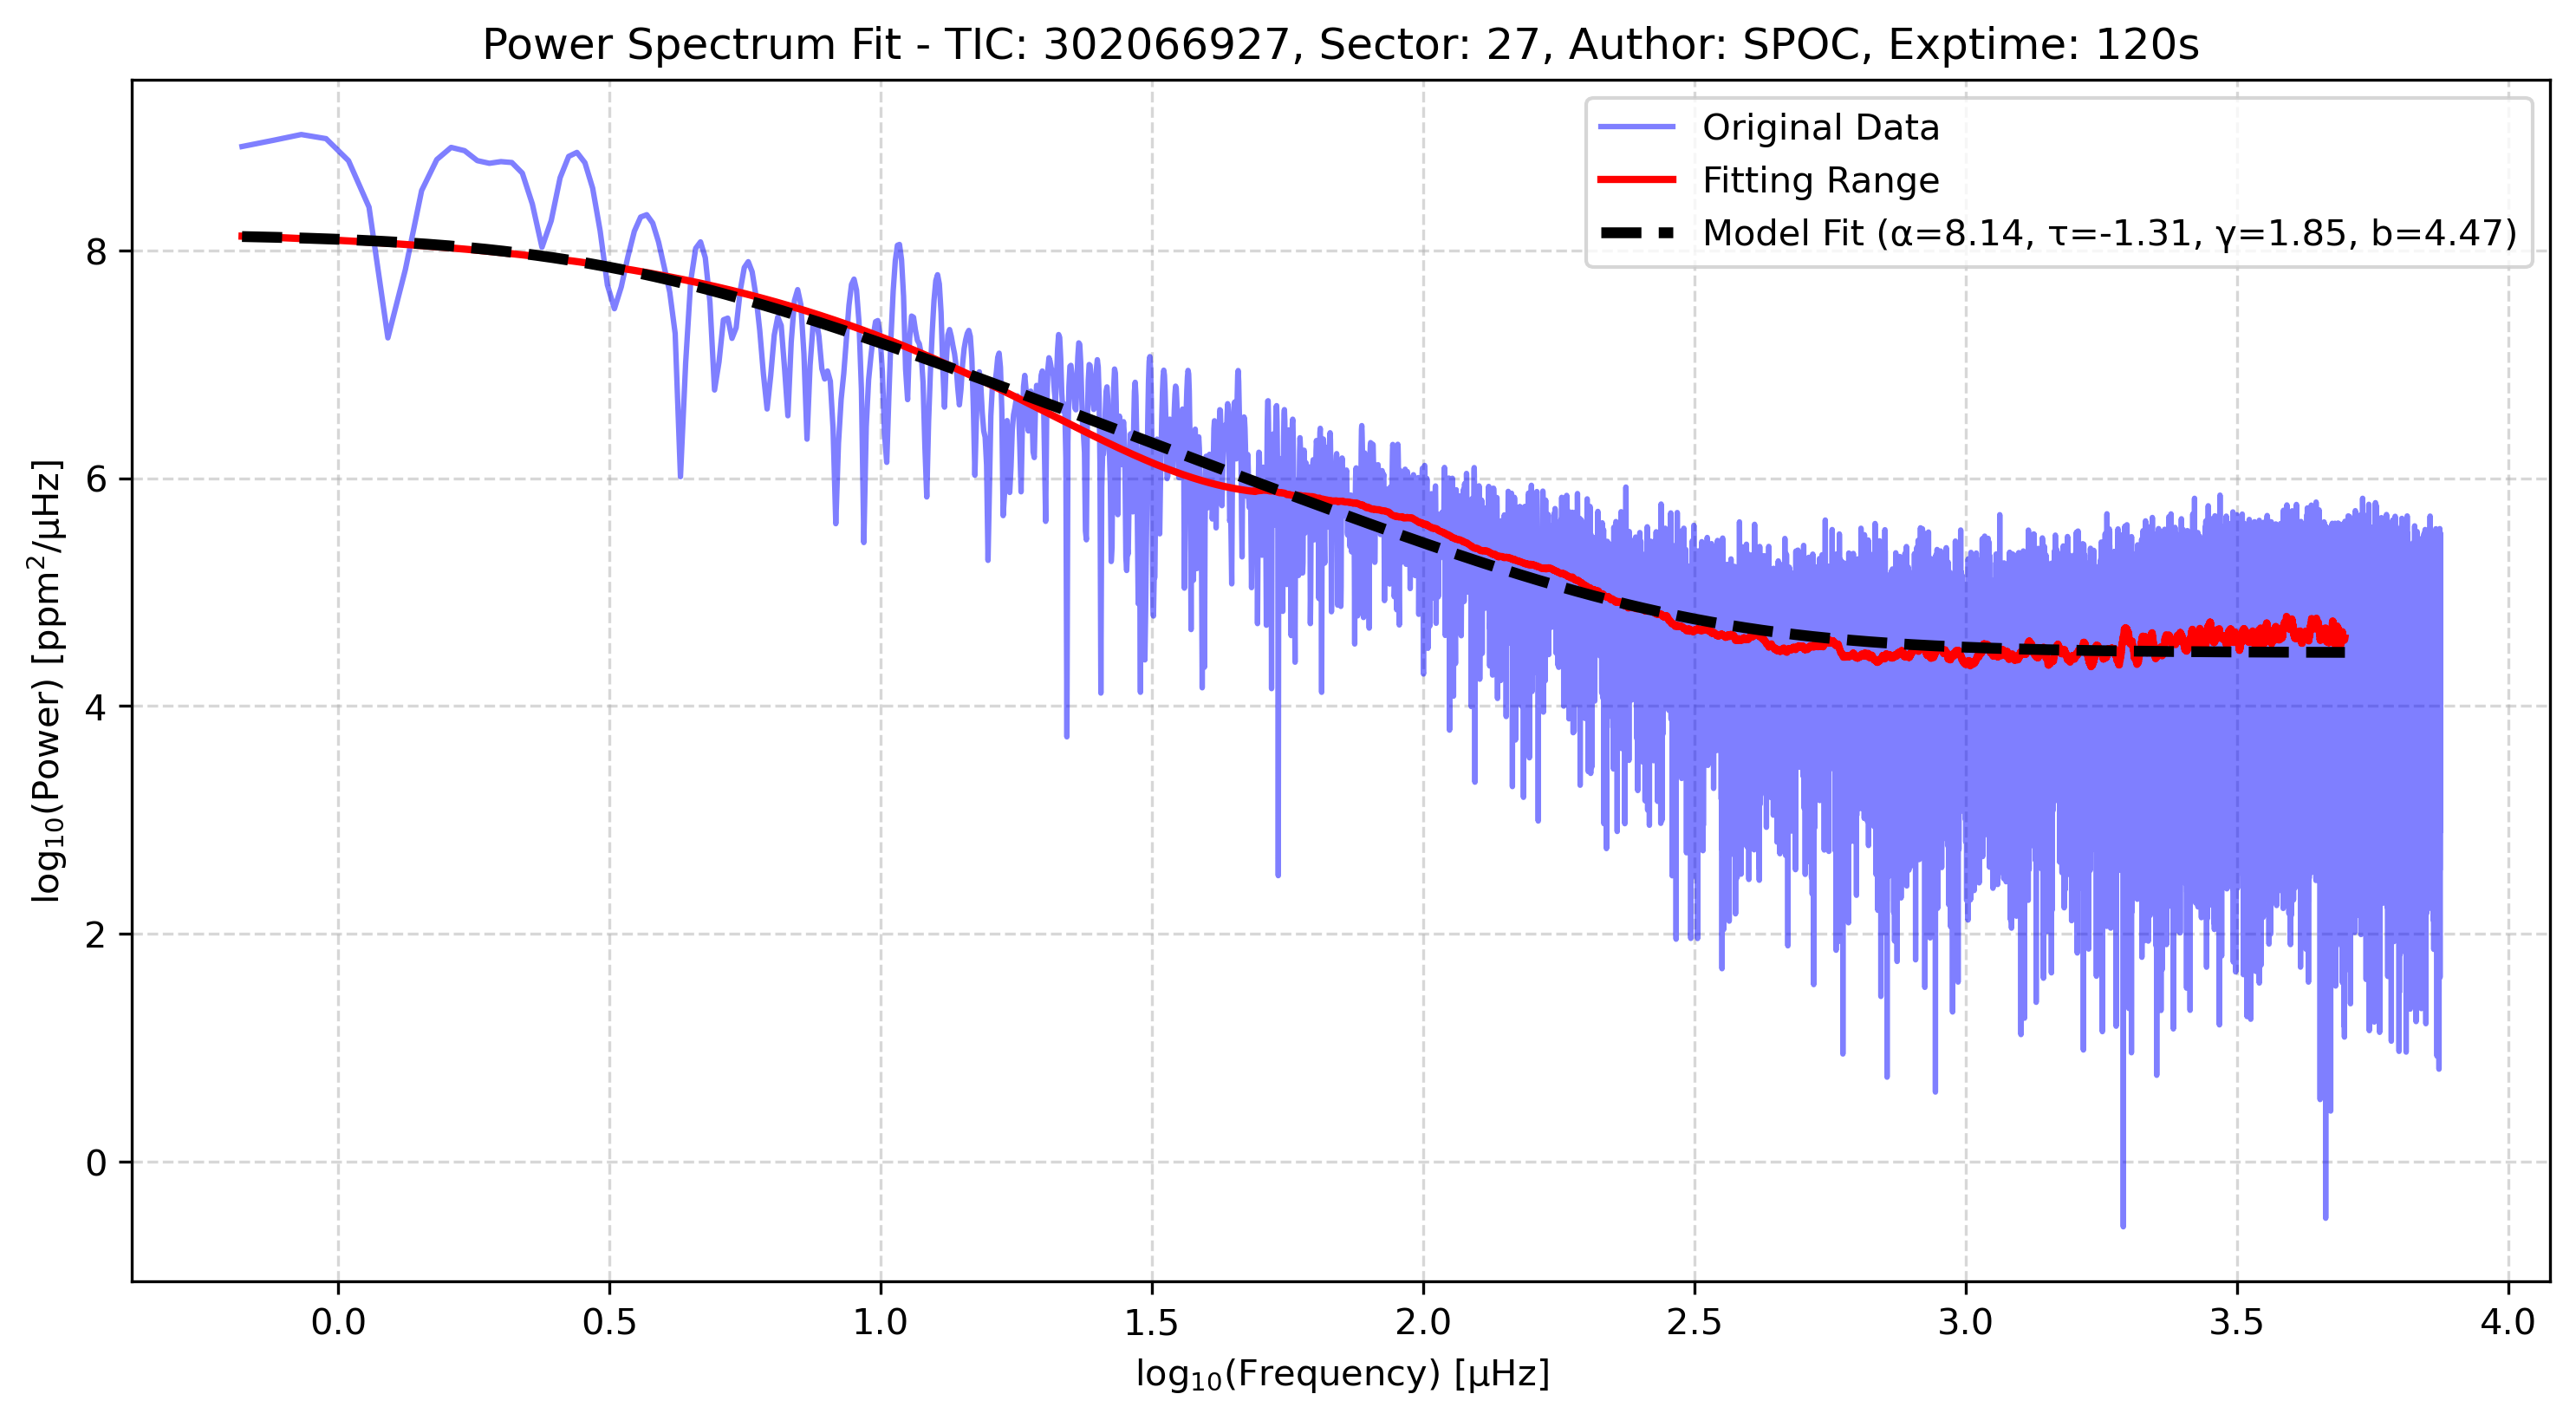 Power Spectrum Fit - TIC: 302066927, Sector: 27, Author: SPOC, Exptime: 120s
Original Data
Fitting Range
Model Fit (α=8.14, τ=-1.31, γ=1.85, b=4.47)
log₁₀(Power) [ppm²/μHz]
8
6
4
2
0
0.0 0.5 1.0 1.5 2.0 2.5 3.0 3.5 4.0
log₁₀(Frequency) [μHz]